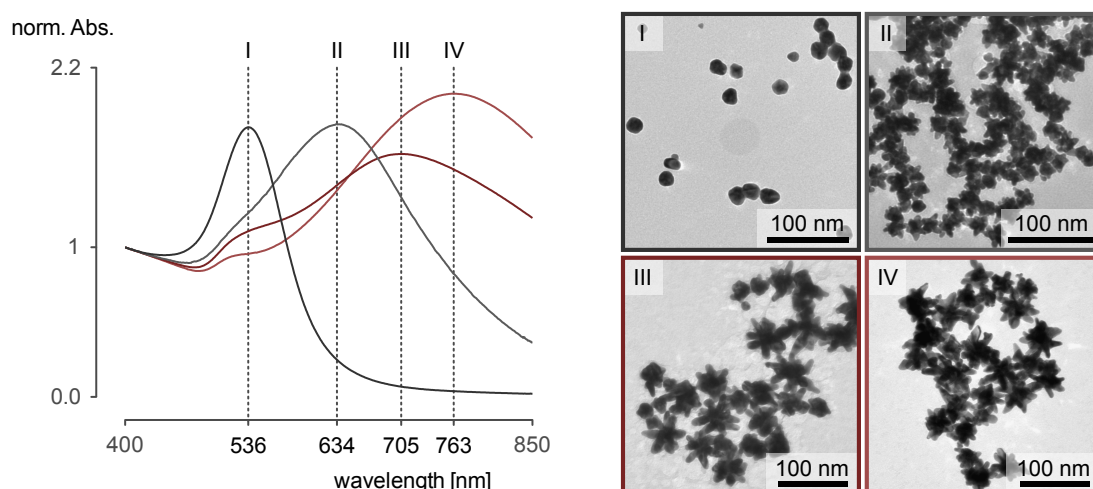 norm. Abs.
I II III IV
2.2
1
0.0
400 536 634 705 763 850
wavelength [nm]
I
100 nm
II
100 nm
III
100 nm
IV
100 nm